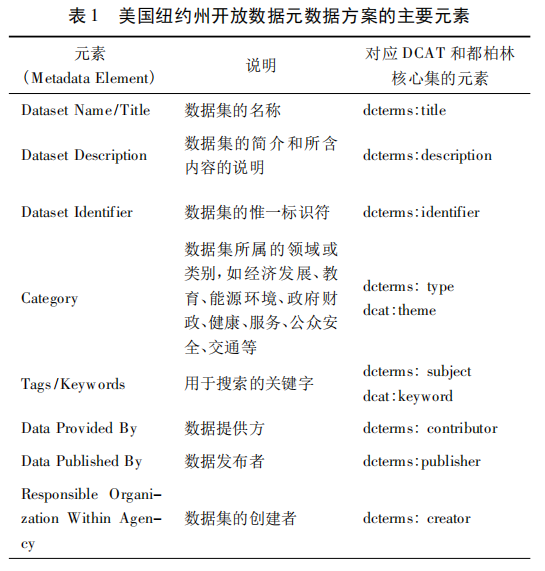 表 1 美国纽约州开放数据元数据方案的主要元素
元素
(Metadata Element)
说明
对应 DCAT 和都柏林
核心集的元素
Dataset Name/Title
数据集的名称
dcterms:title
Dataset Description
数据集的简介和所含
内容的说明
dcterms:description
Dataset Identifier
数据集的惟一标识符
dcterms:identifier
Category
数据集所属的领域或
类别,如经济发展、教
育、能源环境、政府财
政、健康、服务、公众安
全、交通等
dcterms: type
dcat:theme
Tags/Keywords
用于搜索的关键字
dcterms: subject
dcat:keyword
Data Provided By
数据提供方
dcterms: contributor
Data Published By
数据发布者
dcterms:publisher
Responsible Organi-
zation Within Agen-
cy
数据集的创建者
dcterms: creator